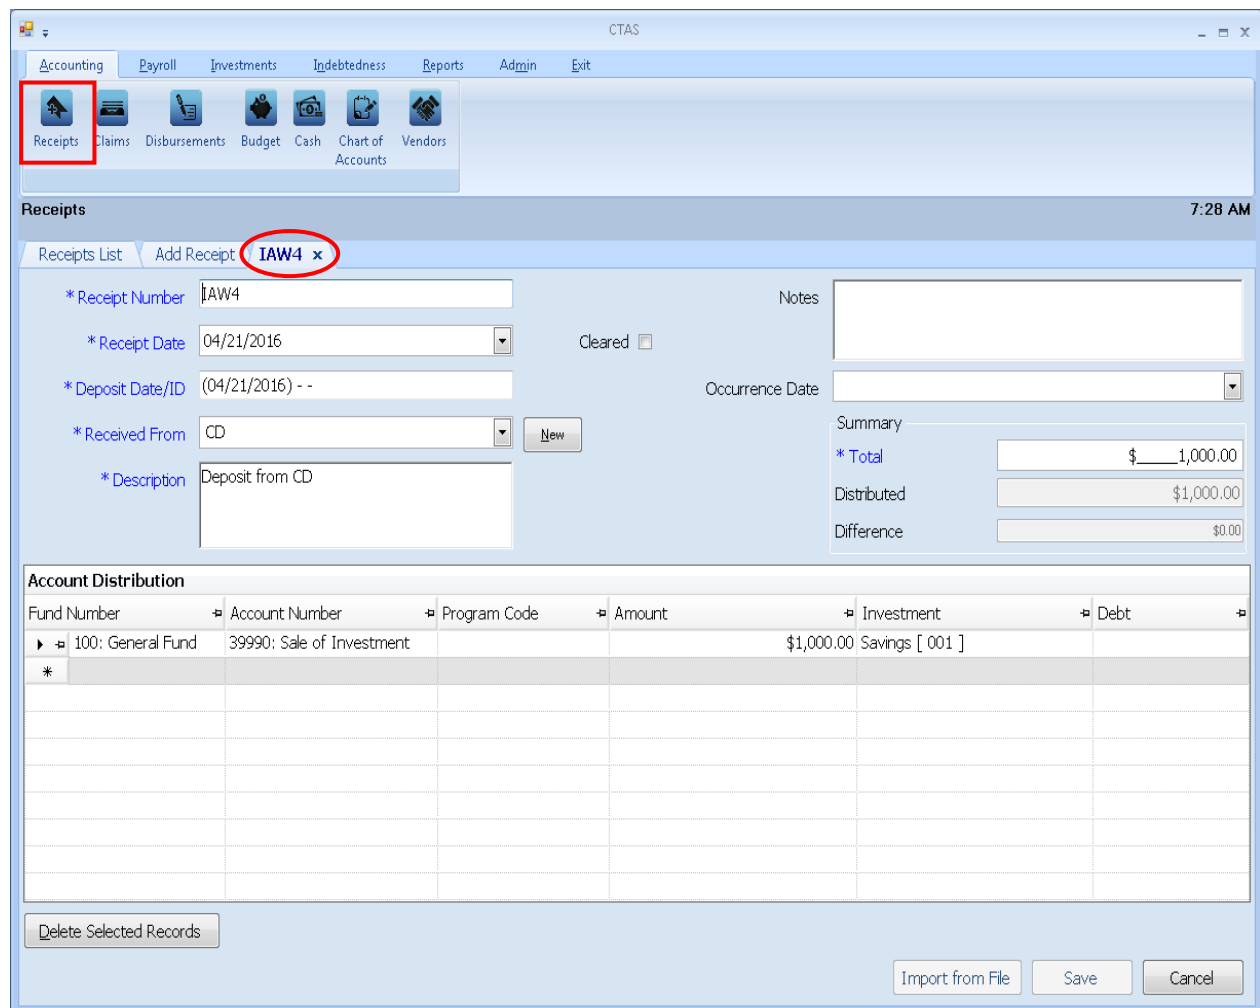 CTAS
Accounting Payroll Investments Indebtedness Reports Admin Exit
Receipts Claims Disbursements Budget Cash Chart of Accounts Vendors
Receipts 7:28 AM
Receipts List Add Receipt IAW4 x
* Receipt Number IAW4 Notes
* Receipt Date 04/21/2016 Cleared
* Deposit Date/ID (04/21/2016) - - Occurrence Date
* Received From CD New
Summary
* Total $____1,000.00
* Description Deposit from CD
Distributed $1,000.00
Difference $0.00
Account Distribution
Fund Number Account Number Program Code Amount Investment Debt
100: General Fund 39990: Sale of Investment $1,000.00 Savings [ 001 ]
*
Delete Selected Records
Import from File Save Cancel